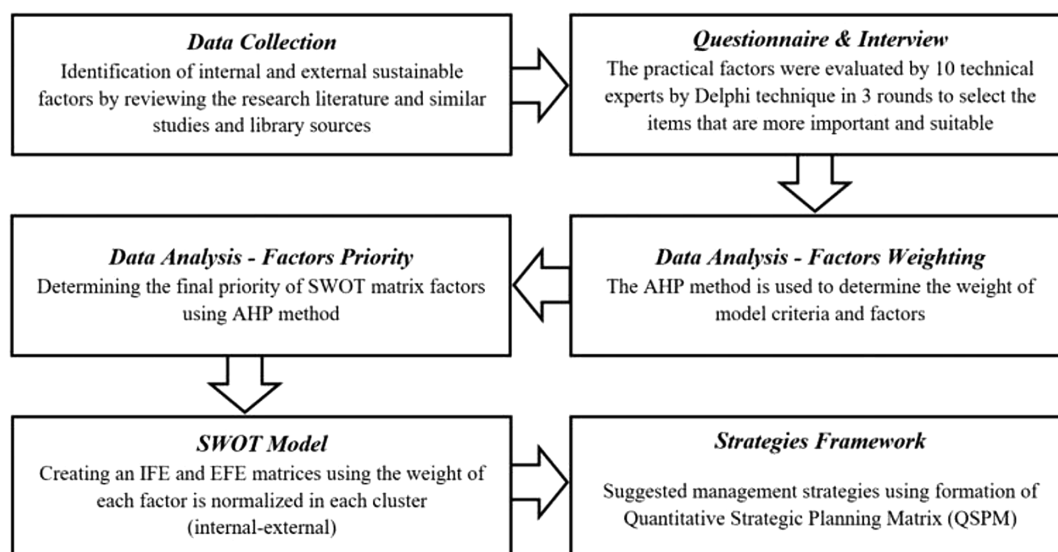 Data Collection
Identification of internal and external sustainable
factors by reviewing the research literature and similar
studies and library sources
Questionnaire & Interview
The practical factors were evaluated by 10 technical
experts by Delphi technique in 3 rounds to select the
items that are more important and suitable
Data Analysis - Factors Weighting
The AHP method is used to determine the weight of
model criteria and factors
Data Analysis - Factors Priority
Determining the final priority of SWOT matrix factors
using AHP method
SWOT Model
Creating an IFE and EFE matrices using the weight of
each factor is normalized in each cluster
(internal-external)
Strategies Framework
Suggested management strategies using formation of
Quantitative Strategic Planning Matrix (QSPM)